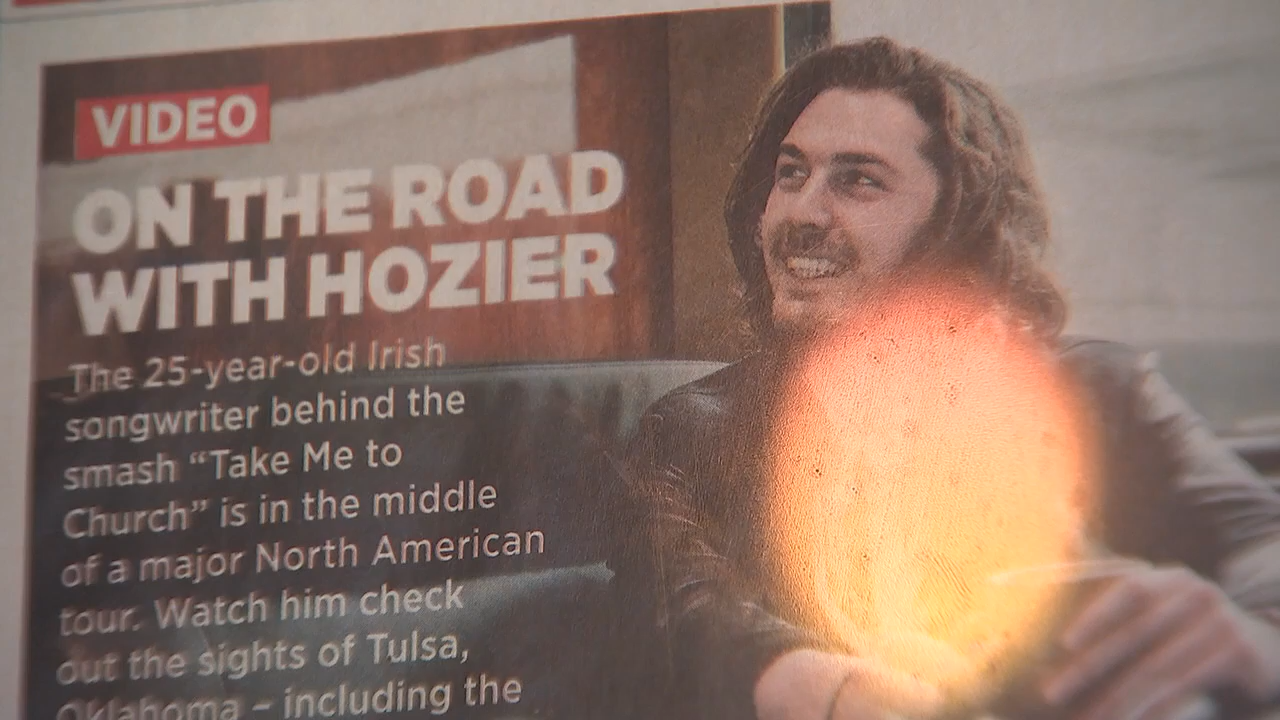 VIDEO
ON THE ROAD
WITH HOZIER
The 25-year-old Irish
songwriter behind the
smash “Take Me to
Church” is in the middle
of a major North American
tour. Watch him check
out the sights of Tulsa,
Oklahoma – including the